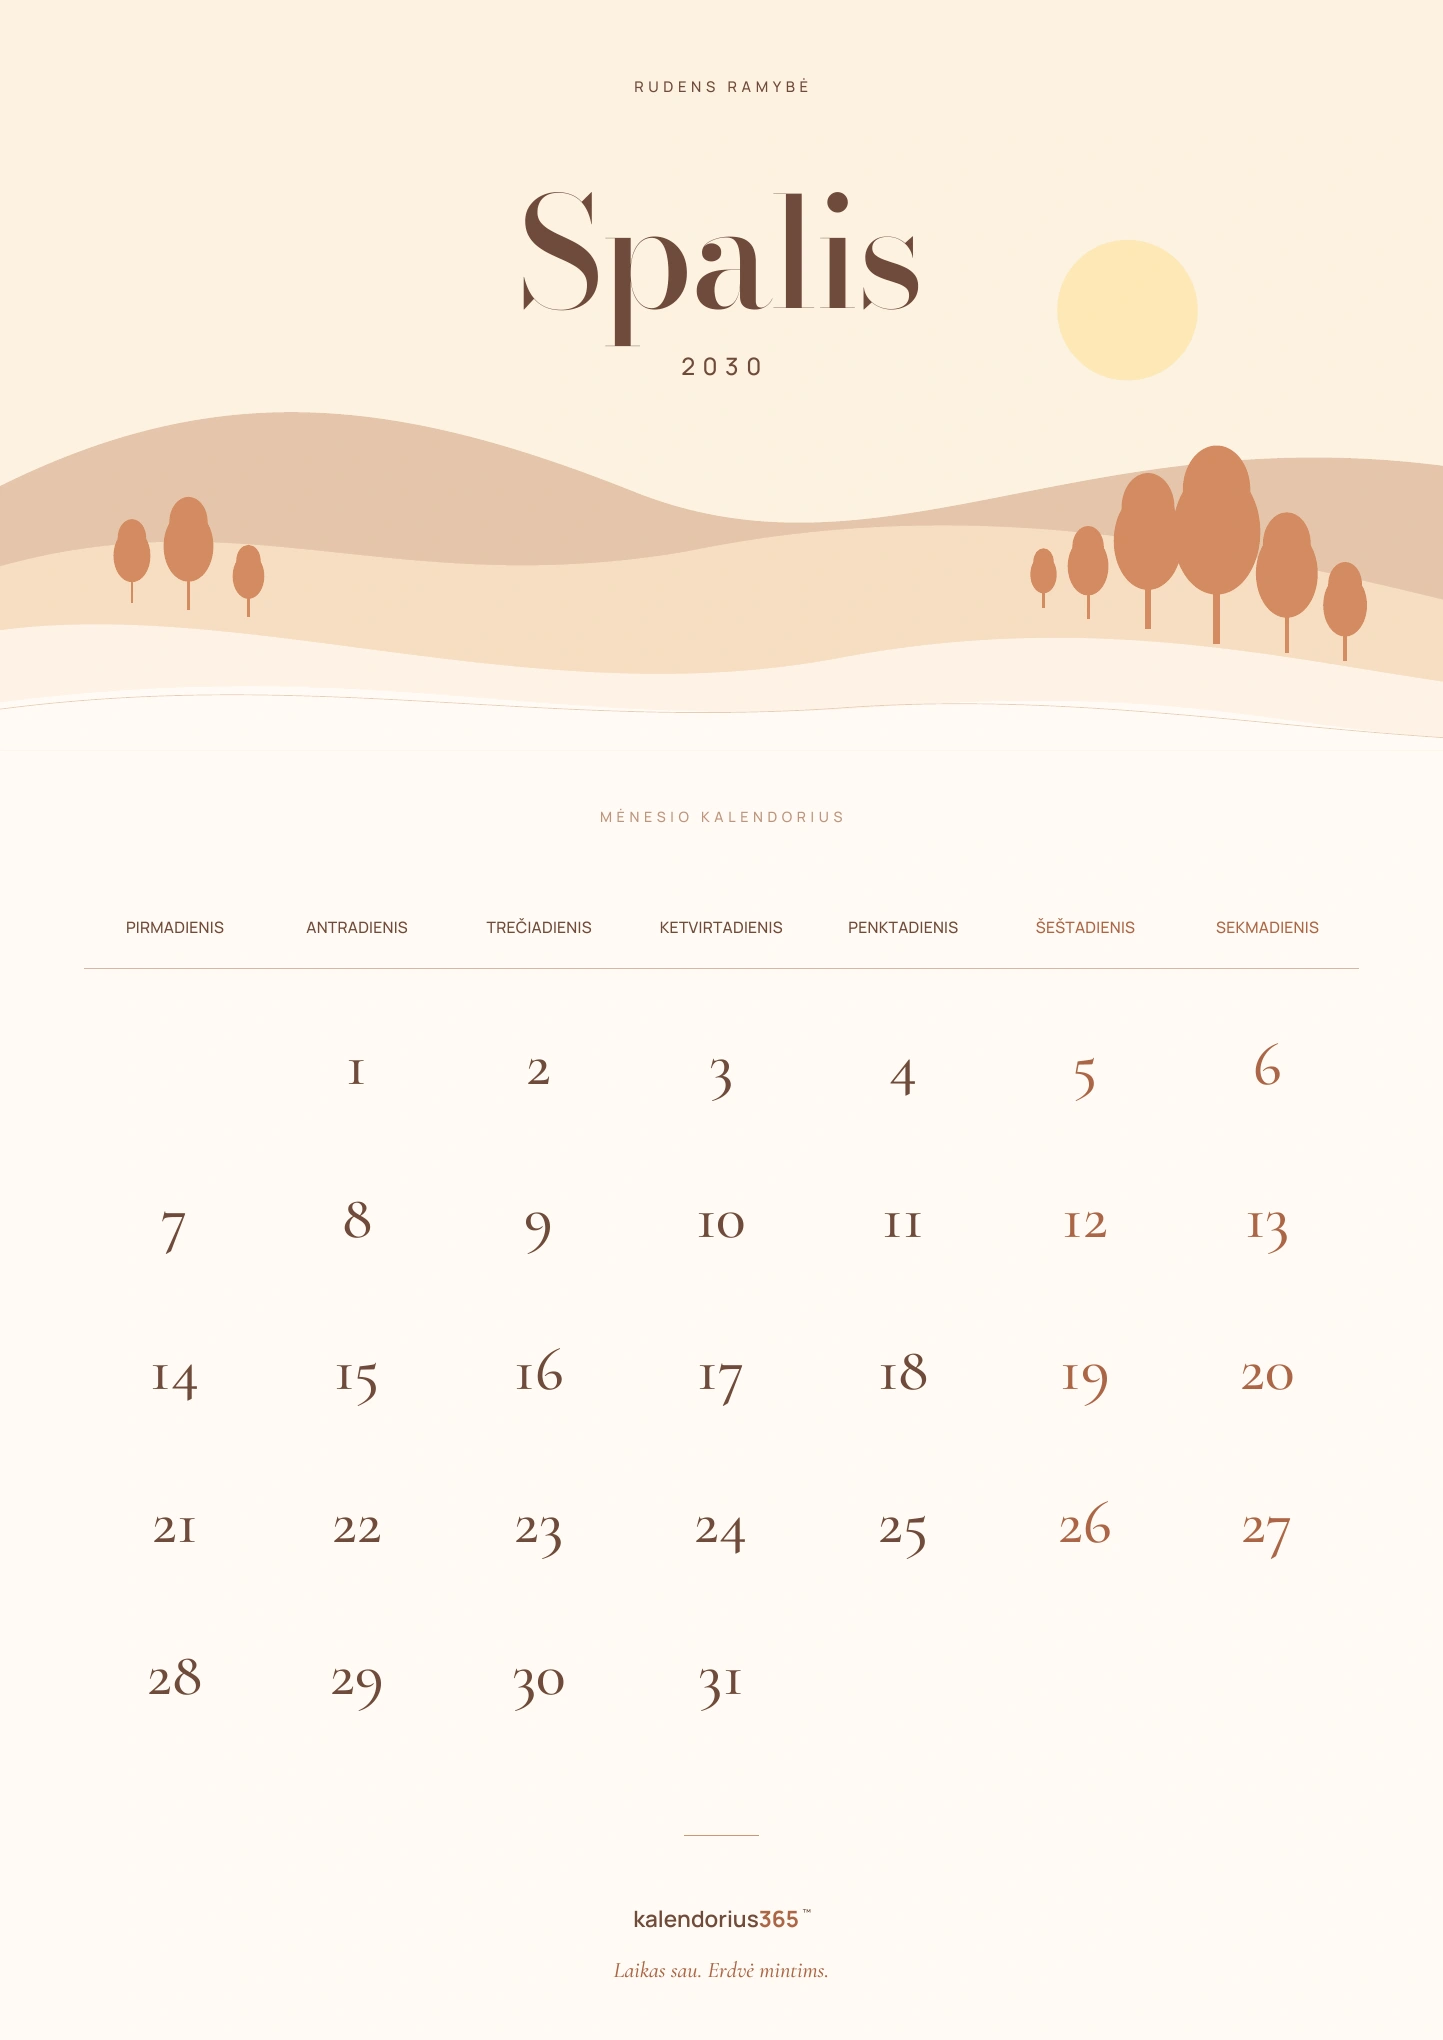 RUDENS RAMYBĖ
Spalis
2030
MĖNESIO KALENDORIUS
PIRMADIENIS ANTRADIENIS TREČIADIENIS KETVIRTADIENIS PENKTADIENIS ŠEŠTADIENIS SEKMADIENIS
1 2 3 4 5 6
7 8 9 10 11 12 13
14 15 16 17 18 19 20
21 22 23 24 25 26 27
28 29 30 31
kalendorius365™
Laikas sau. Erdvė mintims.